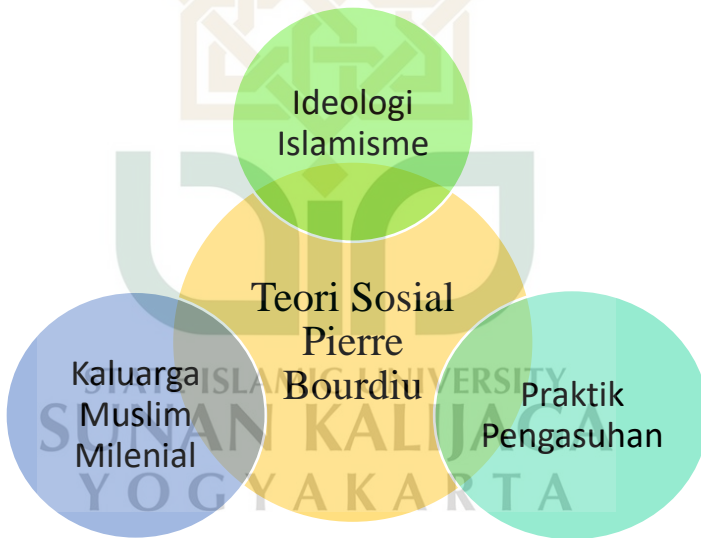 Ideologi
Islamisme
Teori Sosial
Pierre
Bourdiu
Kaluarga
Muslim
Milenial
Praktik
Pengasuhan
STATE ISLAMIC UNIVERSITY
SUNAN KALIJAGA
YOGYAKARTA